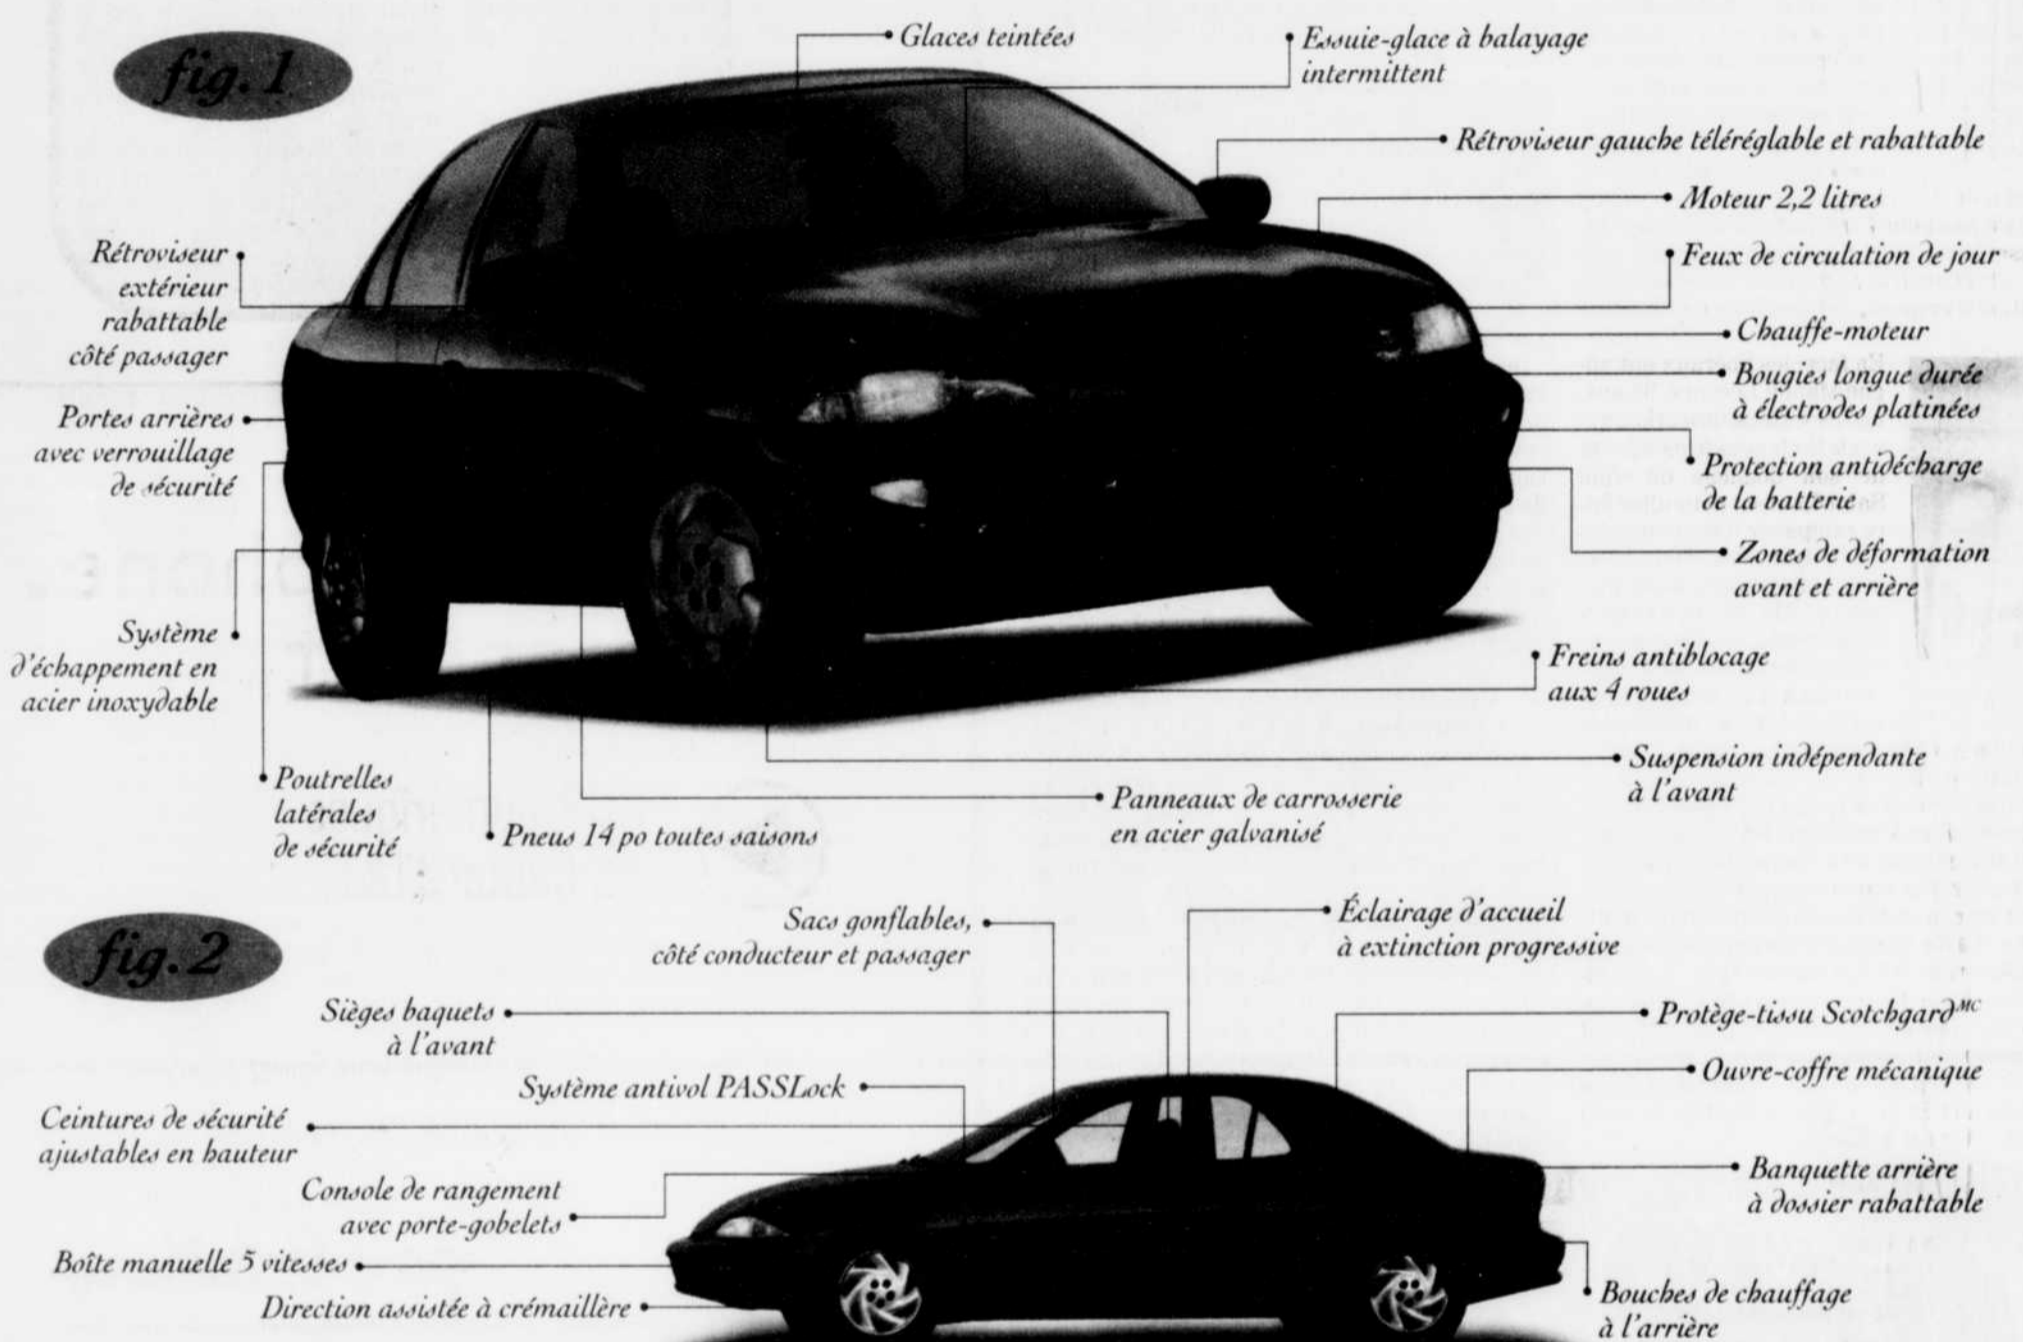 fig. 1
Glaces teintées
Essuie-glace à balayage
intermittent
Rétroviseur gauche téléréglable et rabattable
Moteur 2,2 litres
Feux de circulation de jour
Chauffe-moteur
Bougies longue durée
à électrodes platinées
Protection antidécharge
de la batterie
Zones de déformation
avant et arrière
Freins antiblocage
aux 4 roues
Suspension indépendante
à l'avant
Panneaux de carrosserie
en acier galvanisé
Pneus 14 po toutes saisons
Poutrelles
latérales
de sécurité
Système
d'échappement en
acier inoxydable
Portes arrières
avec verrouillage
de sécurité
Rétroviseur
extérieur
rabattable
côté passager
fig. 2
Sacs gonflables,
côté conducteur et passager
Éclairage d'accueil
à extinction progressive
Sièges baquets
à l'avant
Protège-tissu Scotchgard MC
Système antivol PASSLock
Ouvre-coffre mécanique
Ceintures de sécurité
ajustables en hauteur
Banquette arrière
à dossier rabattable
Console de rangement
avec porte-gobelets
Boîte manuelle 5 vitesses
Direction assistée à crémaillère
Bouches de chauffage
à l'arrière